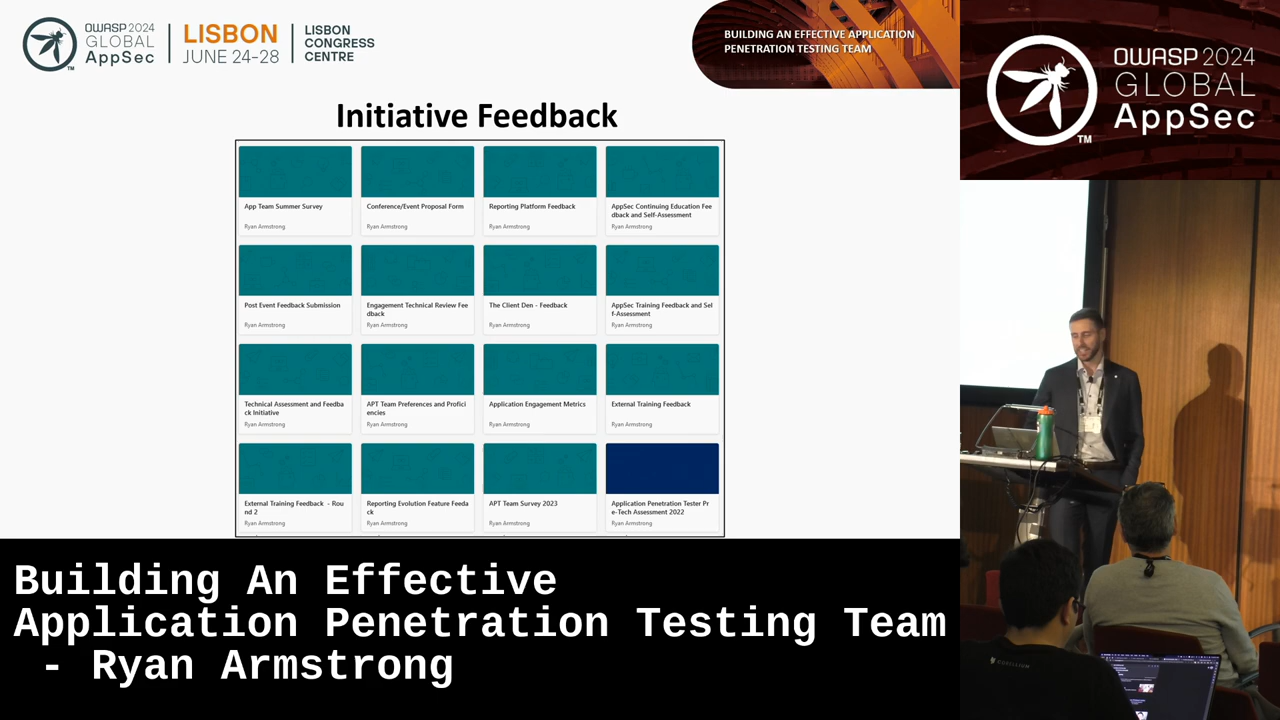 OWASP 2024
GLOBAL
AppSec
TM
LISBON
JUNE 24-28
LISBON
CONGRESS
CENTRE
BUILDING AN EFFECTIVE APPLICATION
PENETRATION TESTING TEAM
OWASP 2024
GLOBAL
AppSec
TM
Initiative Feedback
App Team Summer Survey
Ryan Armstrong
Conference/Event Proposal Form
Ryan Armstrong
Reporting Platform Feedback
Ryan Armstrong
AppSec Continuing Education Fee
dback and Self-Assessment
Ryan Armstrong
Post Event Feedback Submission
Ryan Armstrong
Engagement Technical Review Fee
dback
Ryan Armstrong
The Client Den - Feedback
Ryan Armstrong
AppSec Training Feedback and Sel
f-Assessment
Ryan Armstrong
Technical Assessment and Feedba
ck Initiative
Ryan Armstrong
APT Team Preferences and Profici
encies
Ryan Armstrong
Application Engagement Metrics
Ryan Armstrong
External Training Feedback
Ryan Armstrong
External Training Feedback - Rou
nd 2
Ryan Armstrong
Reporting Evolution Feature Feeda
ck
Ryan Armstrong
APT Team Survey 2023
Ryan Armstrong
Application Penetration Tester Pr
e-Tech Assessment 2022
Ryan Armstrong
Building An Effective
Application Penetration Testing Team
- Ryan Armstrong